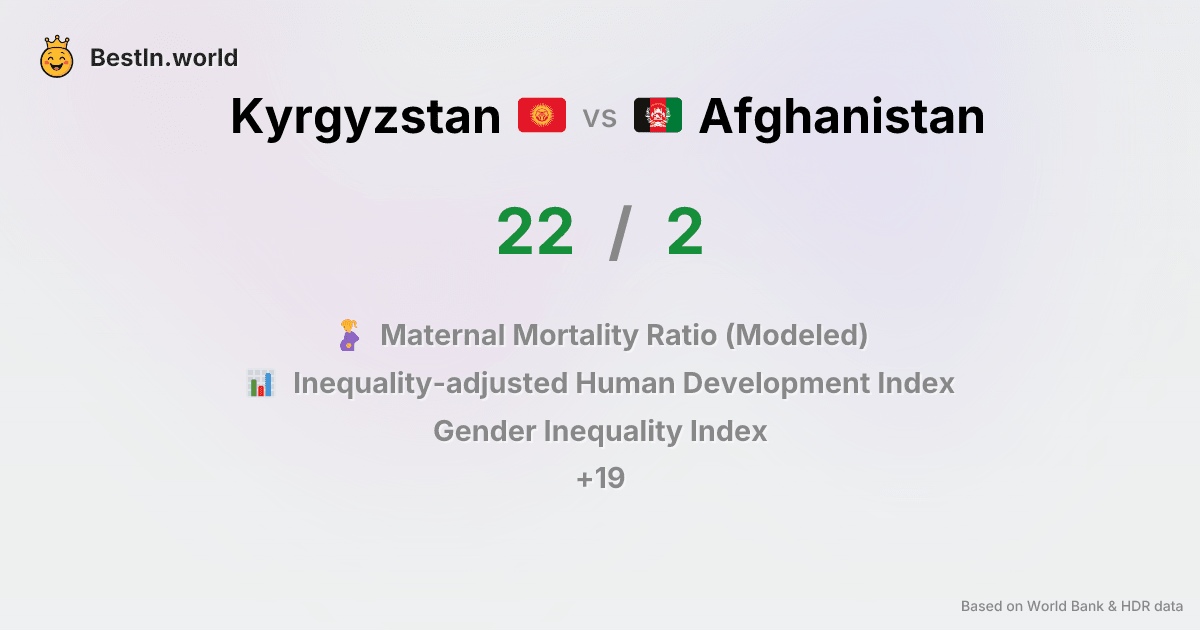 BestIn.world
Kyrgyzstan vs Afghanistan
22 / 2
Maternal Mortality Ratio (Modeled)
Inequality-adjusted Human Development Index
Gender Inequality Index
+19
Based on World Bank & HDR data